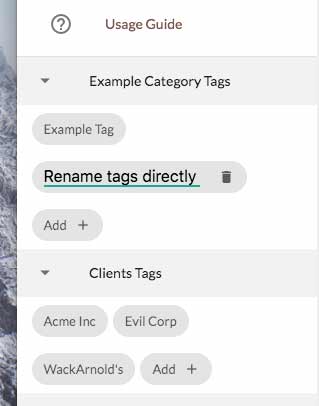 Usage Guide
Example Category Tags
Example Tag
Rename tags directly
Add +
Clients Tags
Acme Inc Evil Corp
WackArnold's Add +